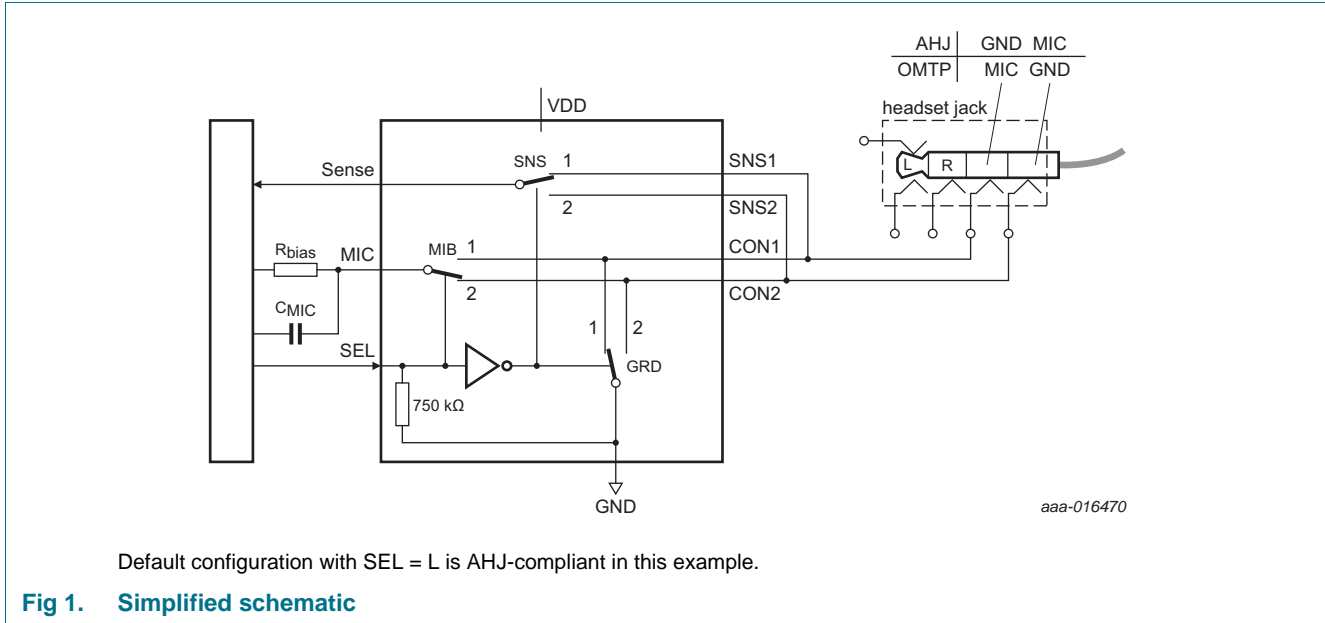 AHJ GND MIC
OMTP MIC GND
headset jack
L R
VDD
Sense
SNS 1
2
SNS1
SNS2
Rbias MIC
MIB 1
2
CON1
CON2
CMIC
SEL
1 2
GRD
750 kΩ
GND
aaa-016470
Default configuration with SEL = L is AHJ-compliant in this example.
Fig 1. Simplified schematic